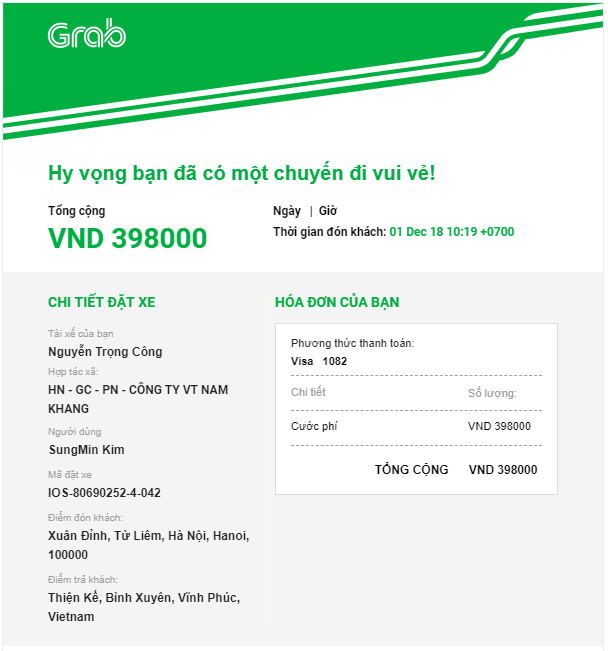 Grab
Hy vọng bạn đã có một chuyến đi vui vẻ!
Tổng cộng
VND 398000
Ngày | Giờ
Thời gian đón khách: 01 Dec 18 10:19 +0700
CHI TIẾT ĐẶT XE
Tài xế của bạn
Nguyễn Trọng Công
Hợp tác xã:
HN - GC - PN - CÔNG TY VT NAM
KHANG
Người dùng
SungMin Kim
Mã đặt xe
IOS-80690252-4-042
Điểm đón khách:
Xuân Đỉnh, Từ Liêm, Hà Nội, Hanoi,
100000
Điểm trả khách:
Thiện Kế, Bình Xuyên, Vĩnh Phúc,
Vietnam
HÓA ĐƠN CỦA BẠN
Phương thức thanh toán:
Visa 1082
Chi tiết Số lượng:
Cước phí VND 398000
TỔNG CỘNG VND 398000